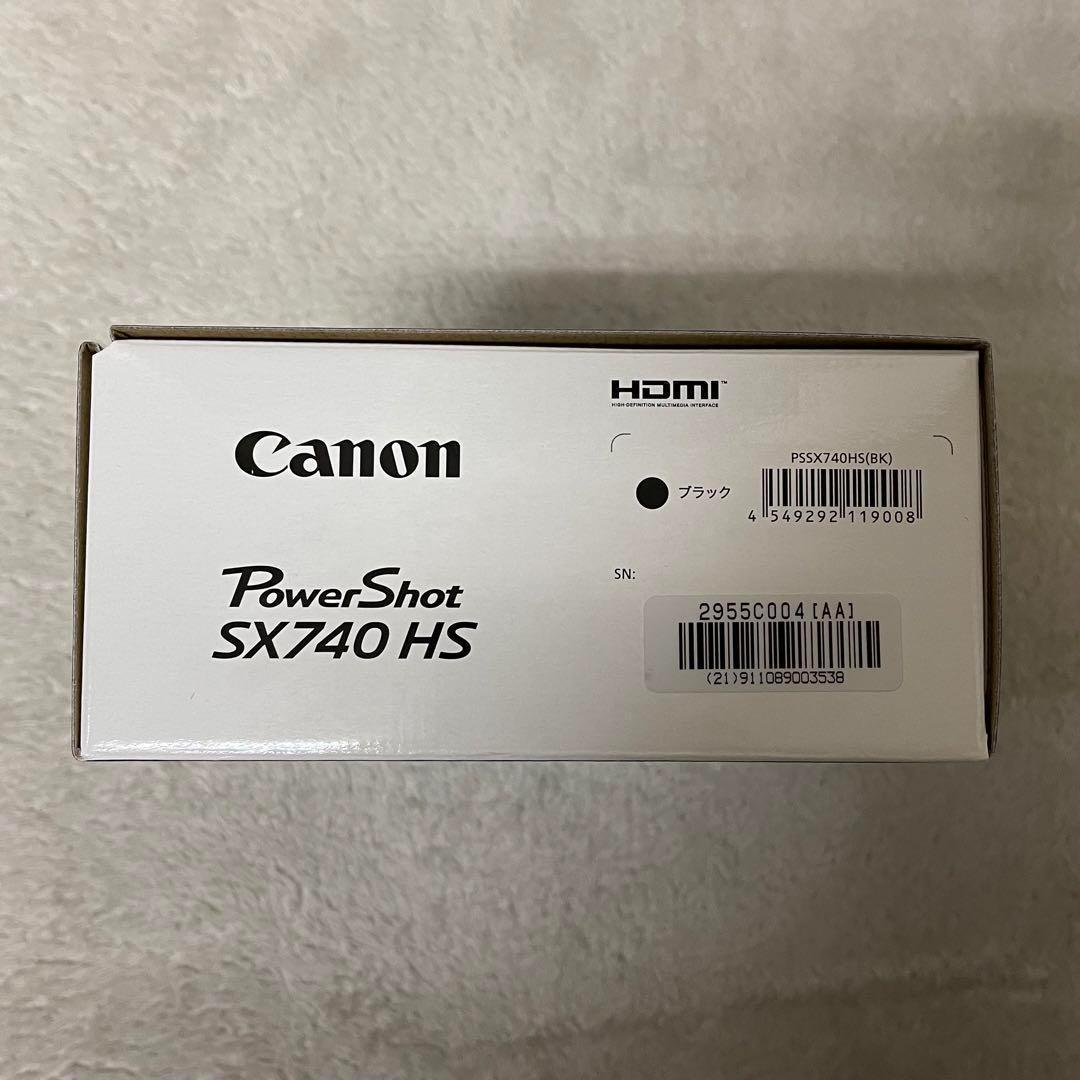 Canon
PowerShot
SX740 HS
HDMI™
HIGH-DEFINITION MULTIMEDIA INTERFACE
ブラック
PSSX740HS(BK)
4 549292 119008
SN:
2955C004[AA]
(21)911089003538